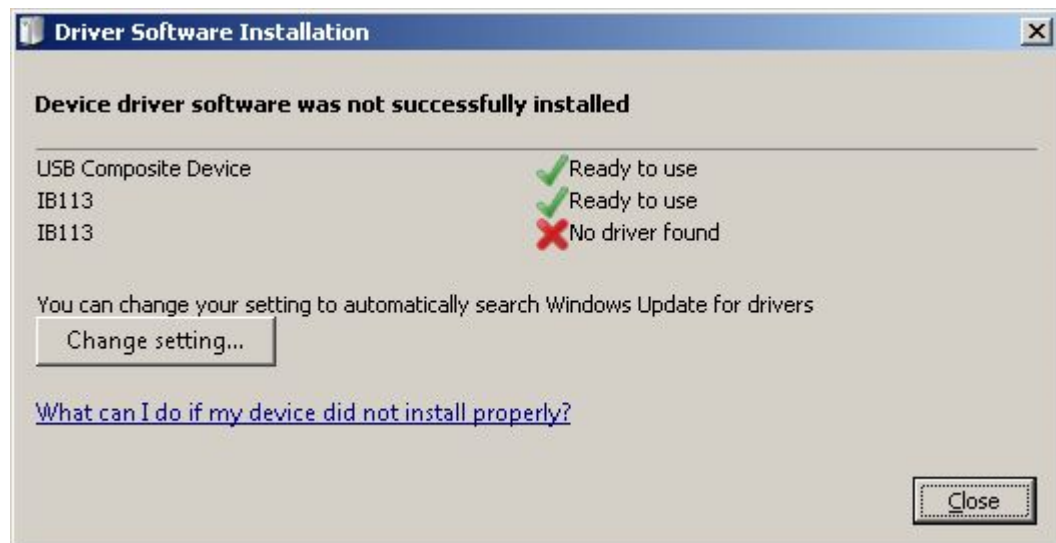 Driver Software Installation
Device driver software was not successfully installed
USB Composite Device Ready to use
IB113 Ready to use
IB113 No driver found
You can change your setting to automatically search Windows Update for drivers
Change setting...
What can I do if my device did not install properly?
Close